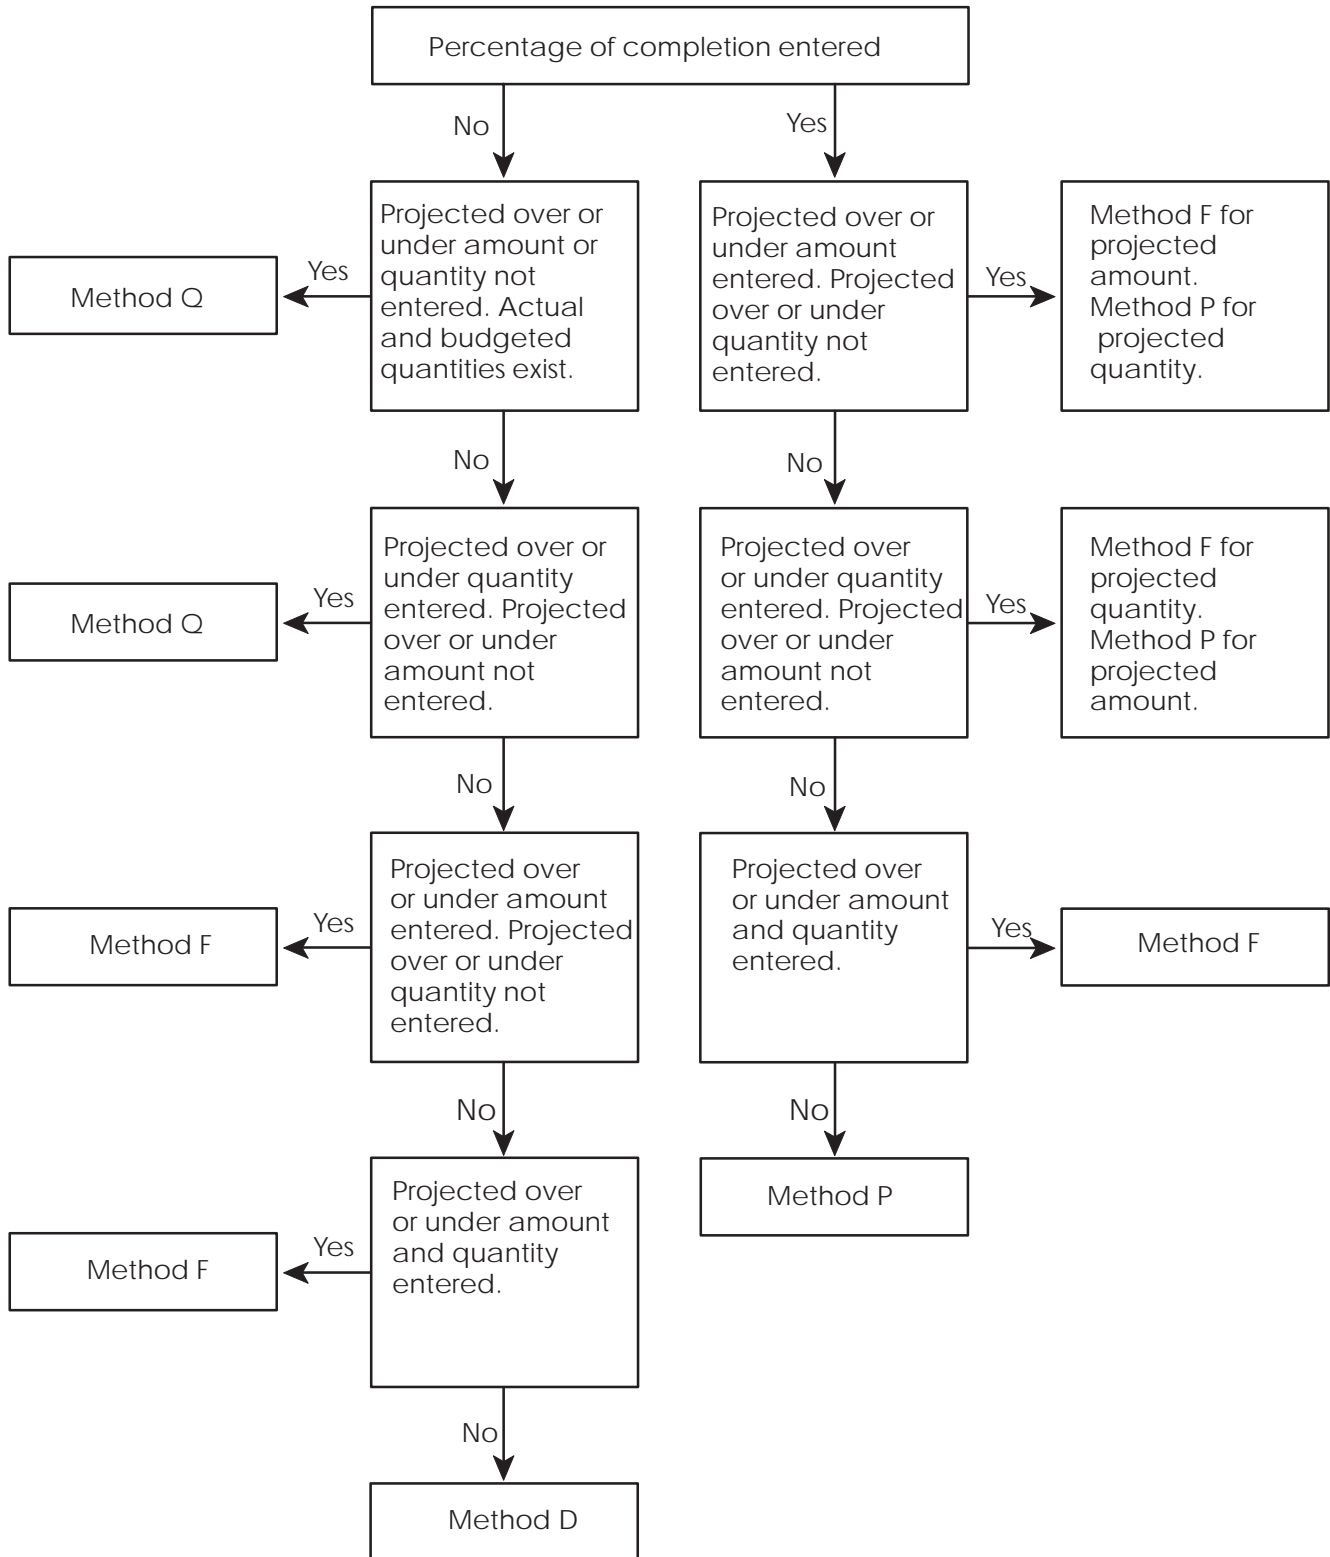 Percentage of completion entered
No
Yes
Projected over or
under amount or
quantity not
entered. Actual
and budgeted
quantities exist.
Yes
Method Q
Projected over or
under amount
entered. Projected
over or under
quantity not
entered.
Yes
Method F for
projected
amount.
Method P for
projected
quantity.
No
No
Projected over or
under quantity
entered. Projected
over or under
amount not
entered.
Yes
Method Q
Projected over
or under quantity
entered. Projected
over or under
amount not
entered.
Yes
Method F for
projected
quantity.
Method P for
projected
amount.
No
No
Projected over
or under amount
entered. Projected
over or under
quantity not
entered.
Yes
Method F
Projected over
or under amount
and quantity
entered.
Yes
Method F
No
No
Projected over
or under amount
and quantity
entered.
Yes
Method F
Method P
No
Method D